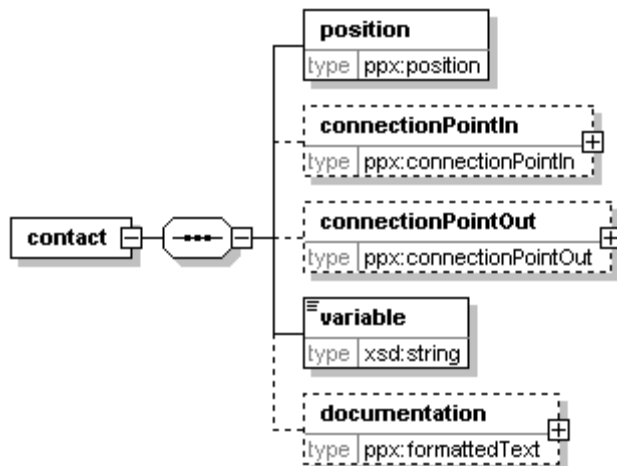 position
type ppx:position
connectionPointIn
type ppx:connectionPointIn
contact
connectionPointOut
type ppx:connectionPointOut
variable
type xsd:string
documentation
type ppx:formattedText